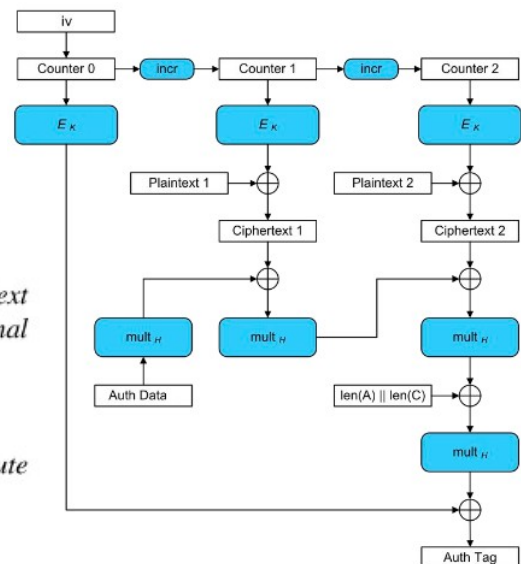 iv
Counter 0 incr Counter 1 incr Counter 2
E K E K E K
Plaintext 1 Plaintext 2
Ciphertext 1 Ciphertext 2
ext
nal
mult H mult H mult H
Auth Data len(A) || len(C)
ute
mult H
Auth Tag